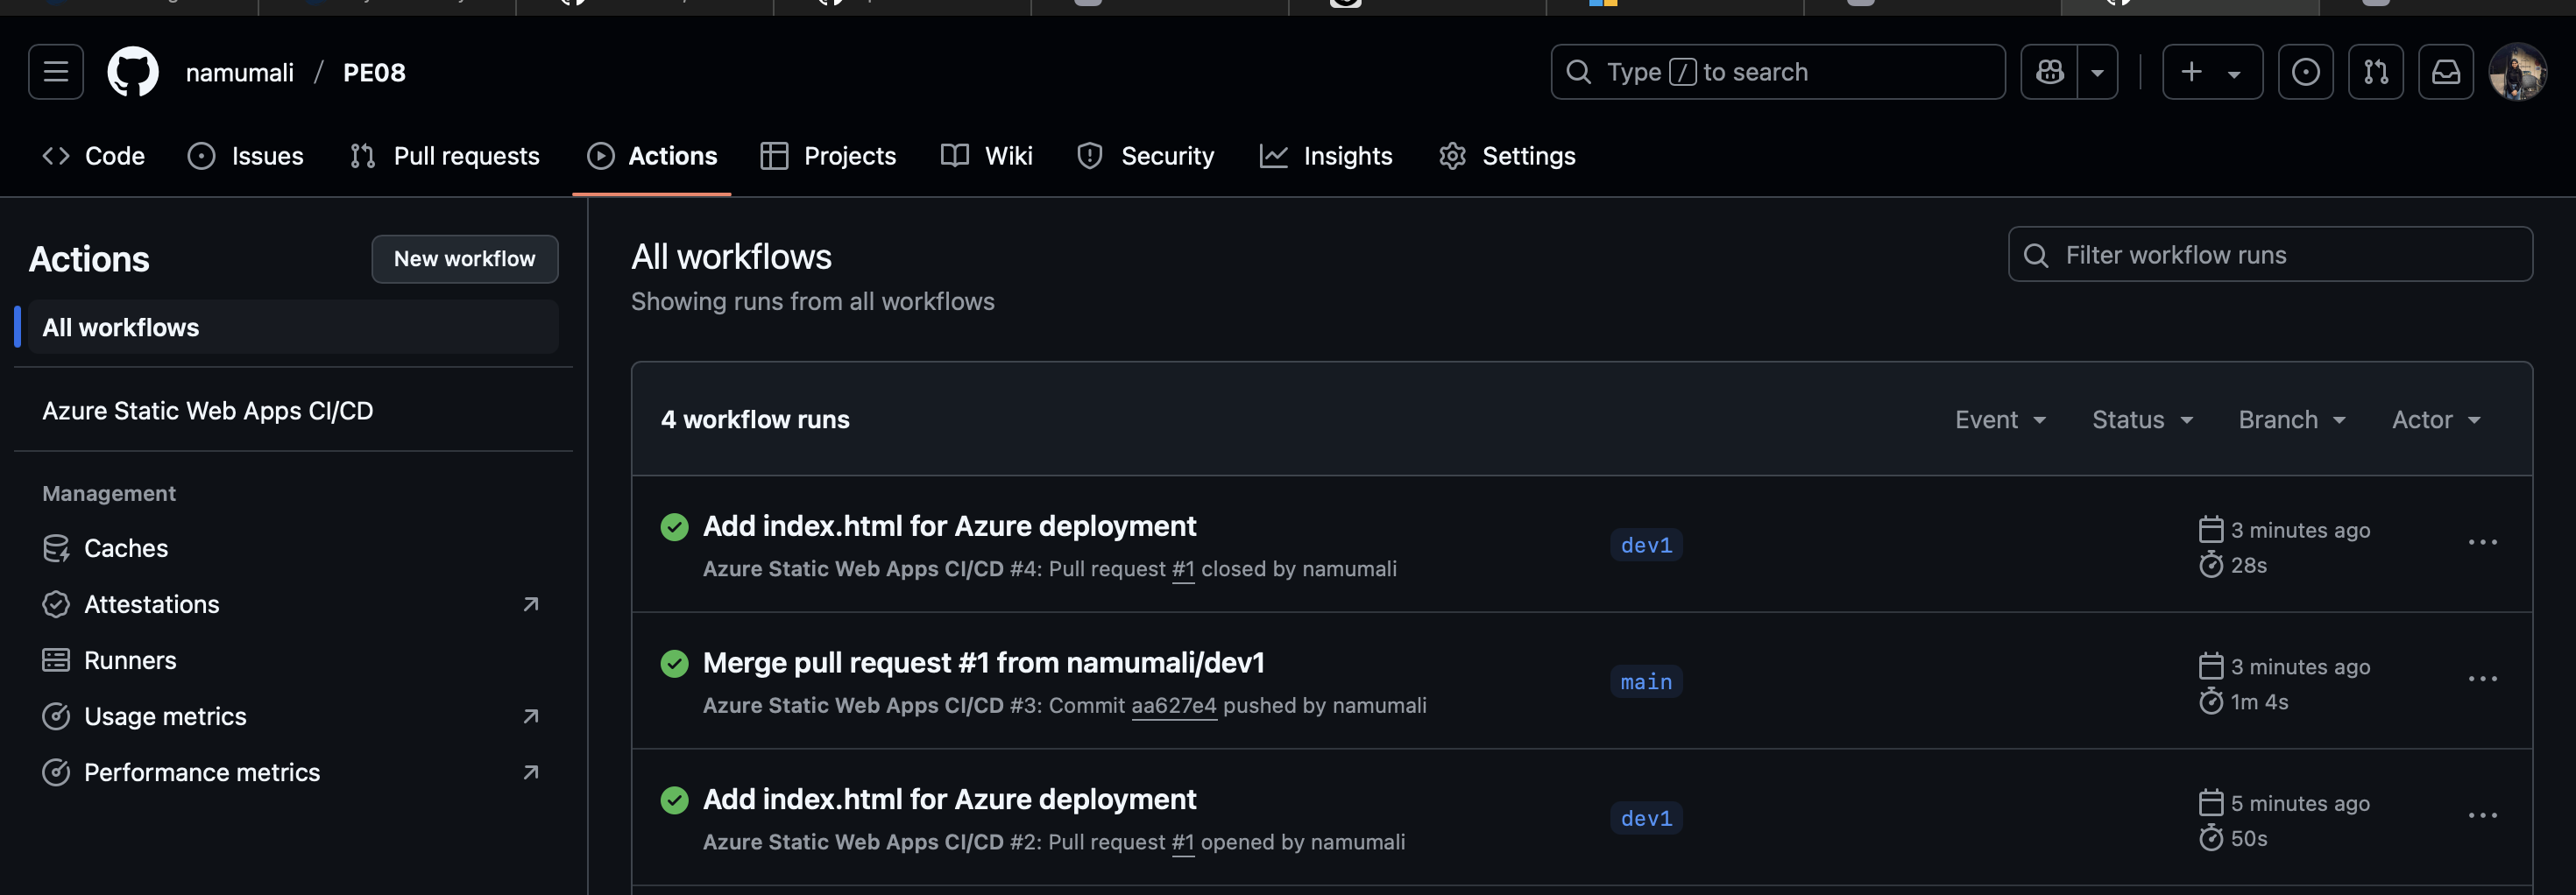 namumali / PE08
Type / to search
Code
Issues
Pull requests
Actions
Projects
Wiki
Security
Insights
Settings
Actions
New workflow
All workflows
Azure Static Web Apps CI/CD
Management
Caches
Attestations
Runners
Usage metrics
Performance metrics
All workflows
Showing runs from all workflows
Filter workflow runs
4 workflow runs
Event
Status
Branch
Actor
Add index.html for Azure deployment
Azure Static Web Apps CI/CD #4: Pull request #1 closed by namumali
dev1
3 minutes ago
28s
Merge pull request #1 from namumali/dev1
Azure Static Web Apps CI/CD #3: Commit aa627e4 pushed by namumali
main
3 minutes ago
1m 4s
Add index.html for Azure deployment
Azure Static Web Apps CI/CD #2: Pull request #1 opened by namumali
dev1
5 minutes ago
50s